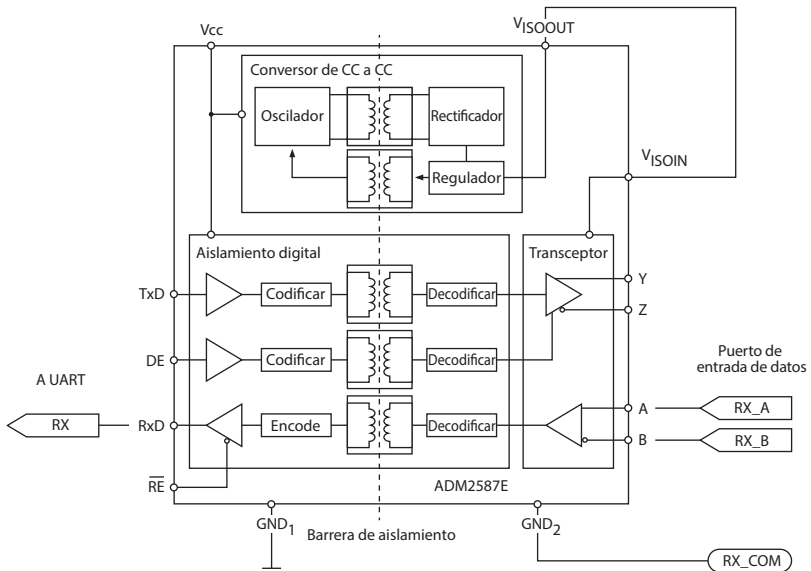 Vcc
VISOOUT
Conversor de CC a CC
Oscilador
Rectificador
Regulador
VISOIN
Aislamiento digital
Transceptor
TxD
Codificar
Decodificar
Y
Z
DE
Codificar
Decodificar
Puerto de
entrada de datos
A UART
RX
RxD
Encode
Decodificar
A
RX_A
B
RX_B
RE
ADM2587E
GND1
Barrera de aislamiento
GND2
RX_COM